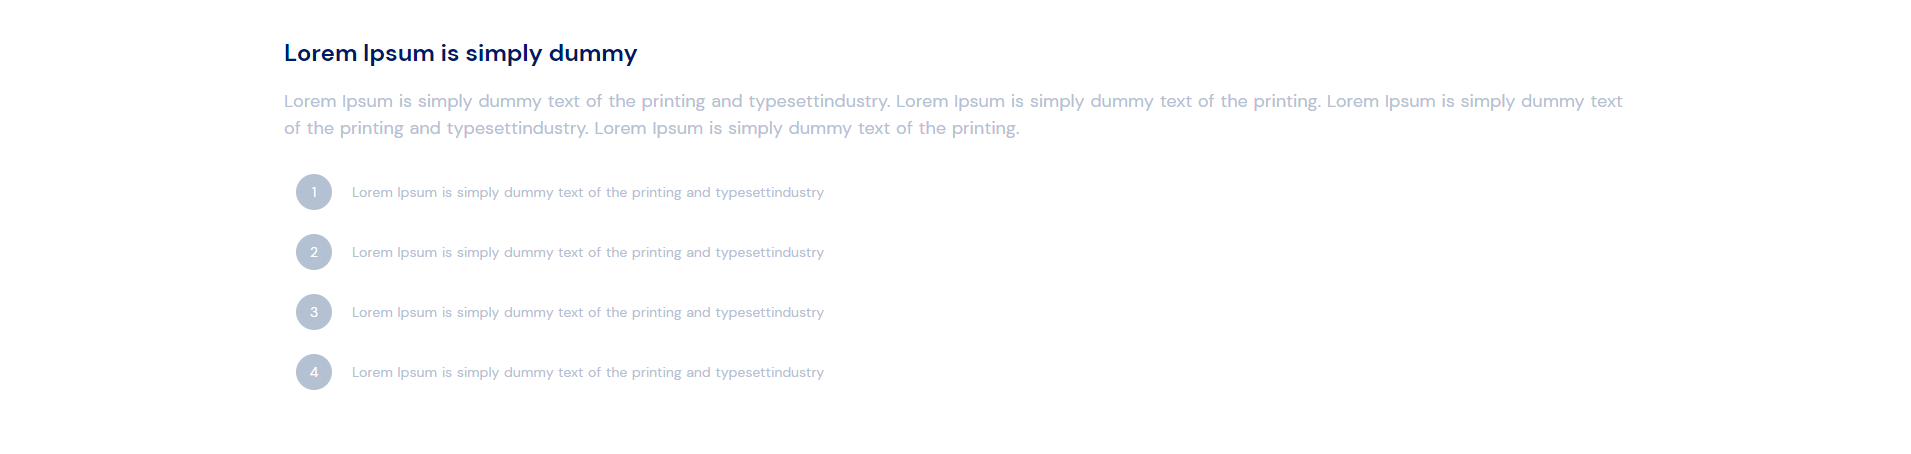 Lorem Ipsum is simply dummy
Lorem Ipsum is simply dummy text of the printing and typesettindustry. Lorem Ipsum is simply dummy text of the printing. Lorem Ipsum is simply dummy text
of the printing and typesettindustry. Lorem Ipsum is simply dummy text of the printing.
1 Lorem Ipsum is simply dummy text of the printing and typesettindustry
2 Lorem Ipsum is simply dummy text of the printing and typesettindustry
3 Lorem Ipsum is simply dummy text of the printing and typesettindustry
4 Lorem Ipsum is simply dummy text of the printing and typesettindustry